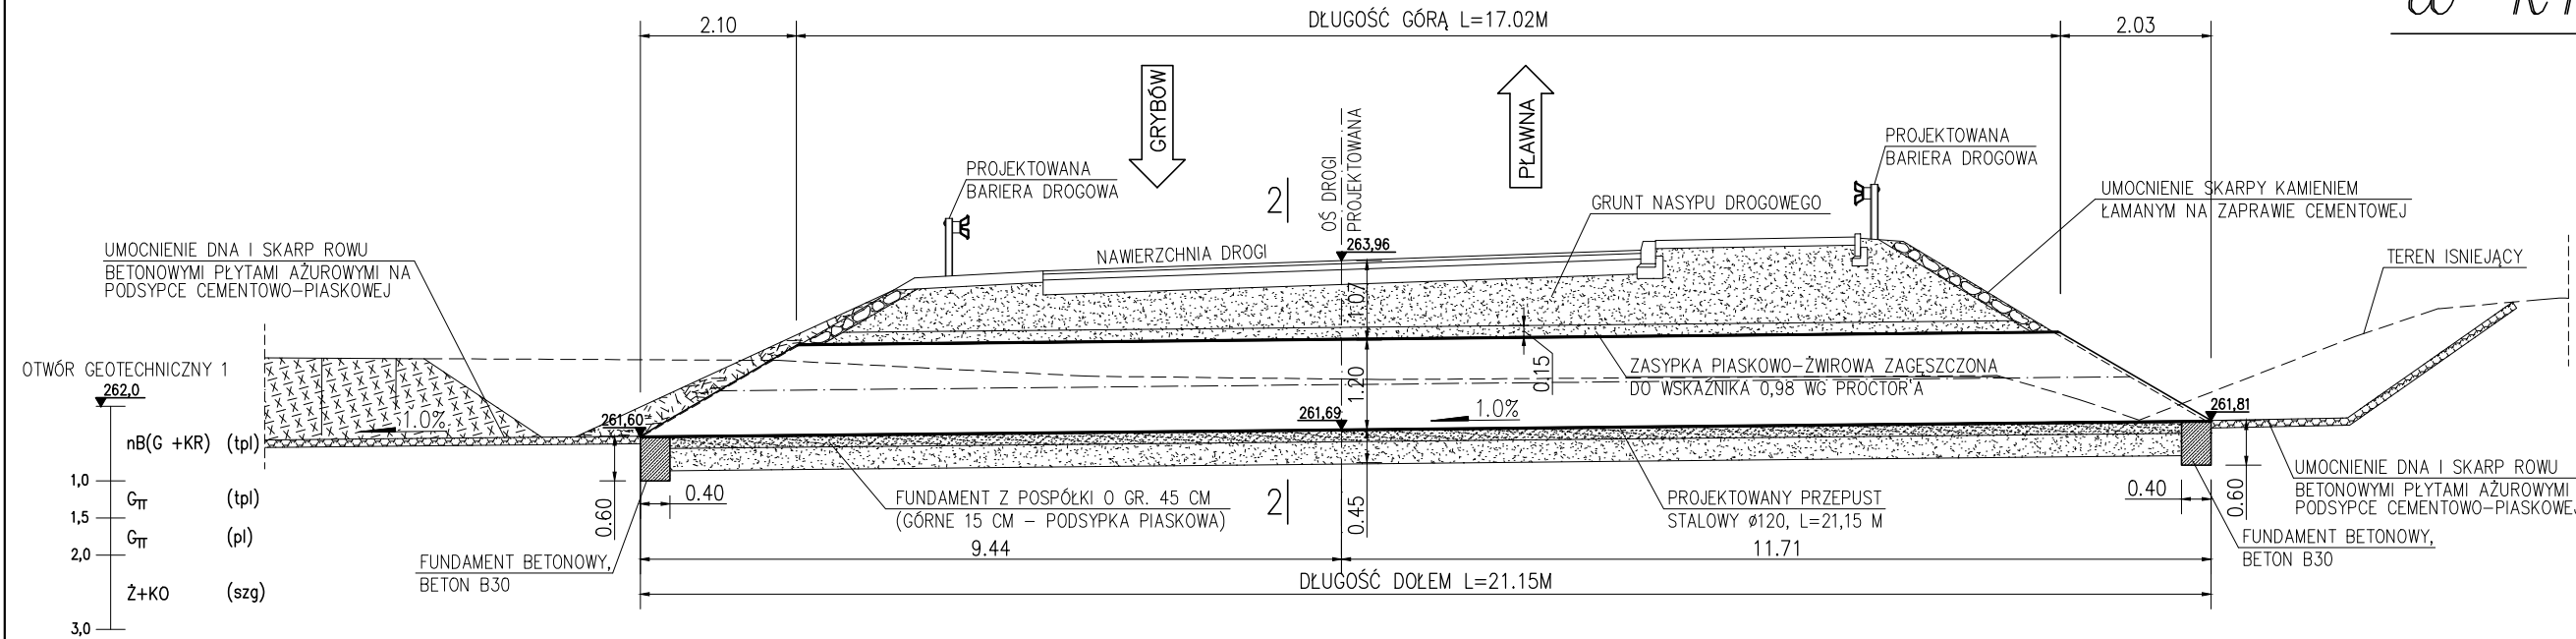 2.10
DŁUGOŚĆ GÓRĄ L=17.02M
2.03
GRYBÓW
PŁAWNA
OŚ DROGI
PROJEKTOWANA
PROJEKTOWANA
BARIERA DROGOWA
PROJEKTOWANA
BARIERA DROGOWA
2
GRUNT NASYPU DROGOWEGO
UMOCNIENIE SKARPY KAMIENIEM
ŁAMANYM NA ZAPRAWIE CEMENTOWEJ
UMOCNIENIE DNA I SKARP ROWU
BETONOWYMI PŁYTAMI AŻUROWYMI NA
PODSYPCE CEMENTOWO-PIASKOWEJ
NAWIERZCHNIA DROGI
263,96
TEREN ISNIEJĄCY
1.07
OTWÓR GEOTECHNICZNY 1
262,0
0.15
ZASYPKA PIASKOWO-ŻWIROWA ZAGĘSZCZONA
DO WSKAŹNIKA 0,98 WG PROCTOR'A
1.20
1.0%
261,60
261,69
1.0%
261,81
nB(G +KR) (tpl)
1,0
Gπ (tpl)
1,5
Gπ (pl)
2,0
Ż+KO (szg)
3,0
0.60
0.40
FUNDAMENT Z POSPÓŁKI O GR. 45 CM
(GÓRNE 15 CM - PODSYPKA PIASKOWA)
2
0.45
PROJEKTOWANY PRZEPUST
STALOWY ø120, L=21,15 M
0.40
0.60
UMOCNIENIE DNA I SKARP ROWU
BETONOWYMI PŁYTAMI AŻUROWYMI
PODSYPCE CEMENTOWO-PIASKOWEJ
FUNDAMENT BETONOWY,
BETON B30
9.44
11.71
FUNDAMENT BETONOWY,
BETON B30
DŁUGOŚĆ DOŁEM L=21.15M